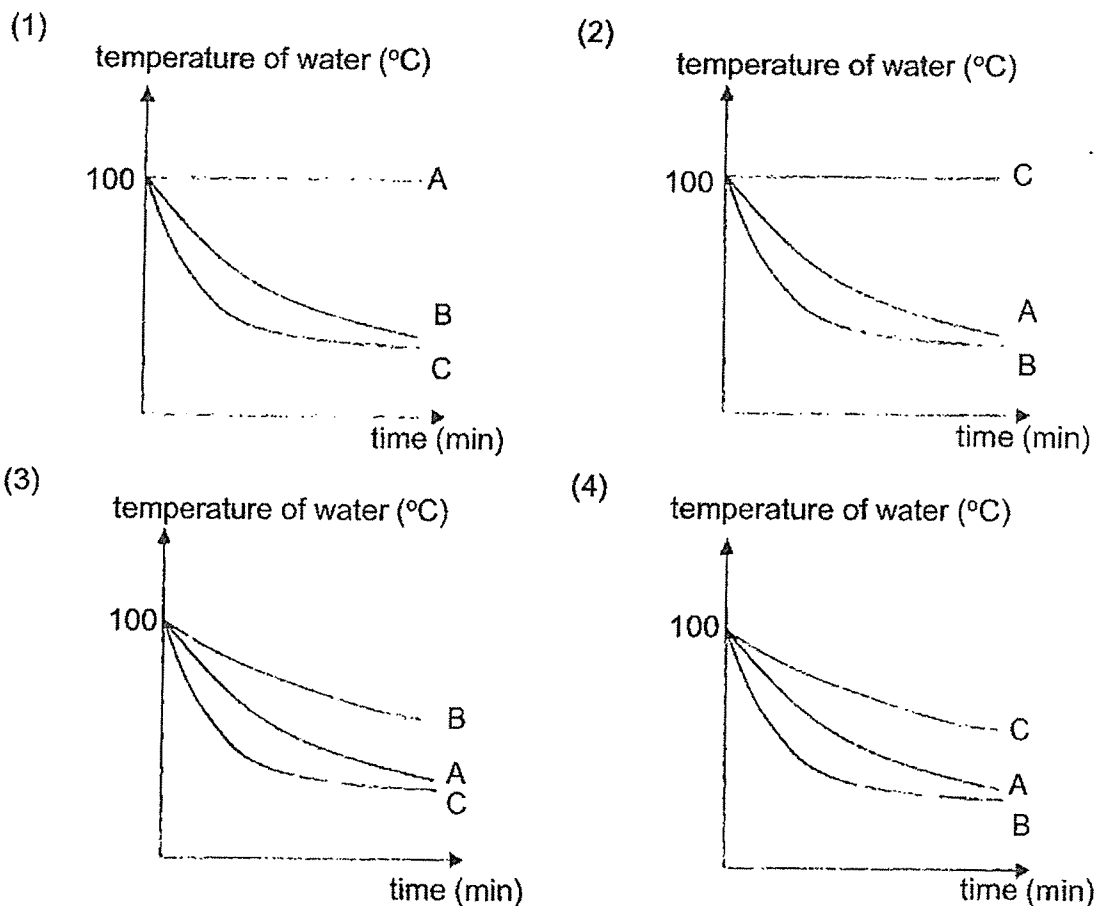 (1)
temperature of water (°C)
100
A
B
C
time (min)
(2)
temperature of water (°C)
100
C
A
B
time (min)
(3)
temperature of water (°C)
100
B
A
C
time (min)
(4)
temperature of water (°C)
100
C
A
B
time (min)